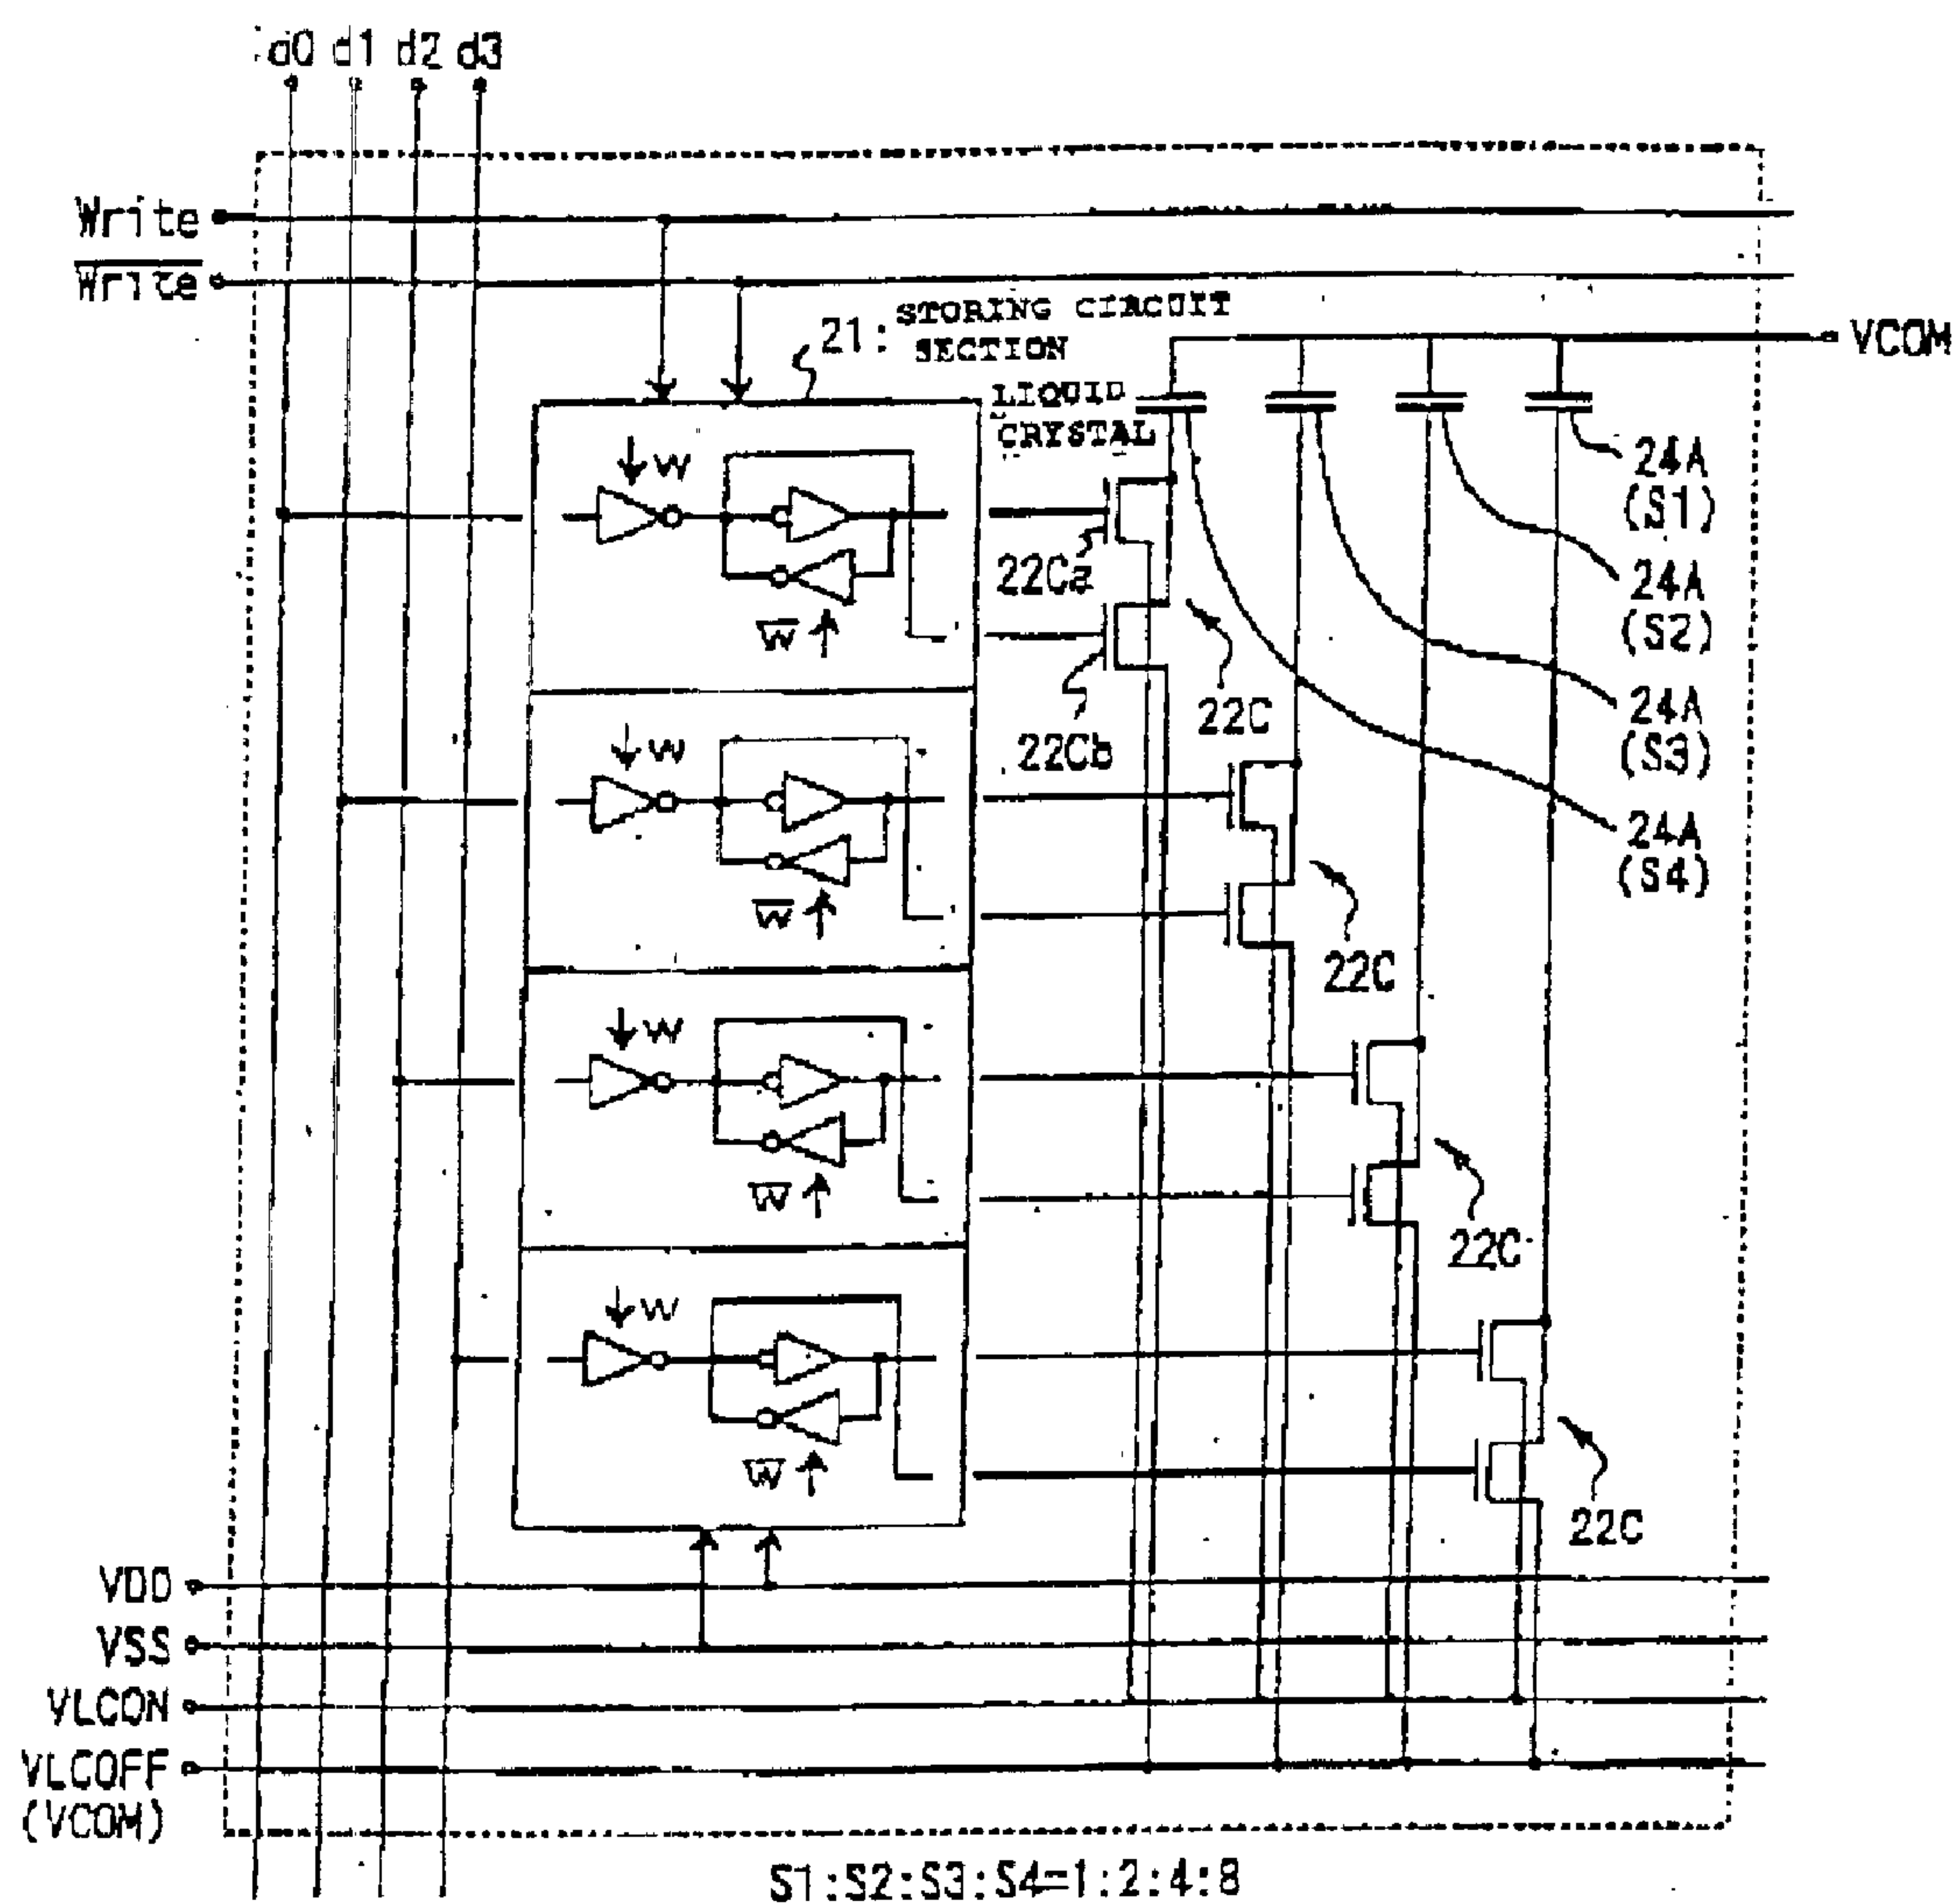 d0 d1 d2 d3
Write
Write
21: STORING CIRCUIT
SECTION
VCOM
LIQUID
CRYSTAL
W
W
22Ca
22Cb
22C
24A
(S1)
24A
(S2)
24A
(S3)
24A
(S4)
W
W
22C
W
W
22C
W
W
22C
VDD
VSS
VLCON
VLCOFF
(VCOM)
S1:S2:S3:S4=1:2:4:8